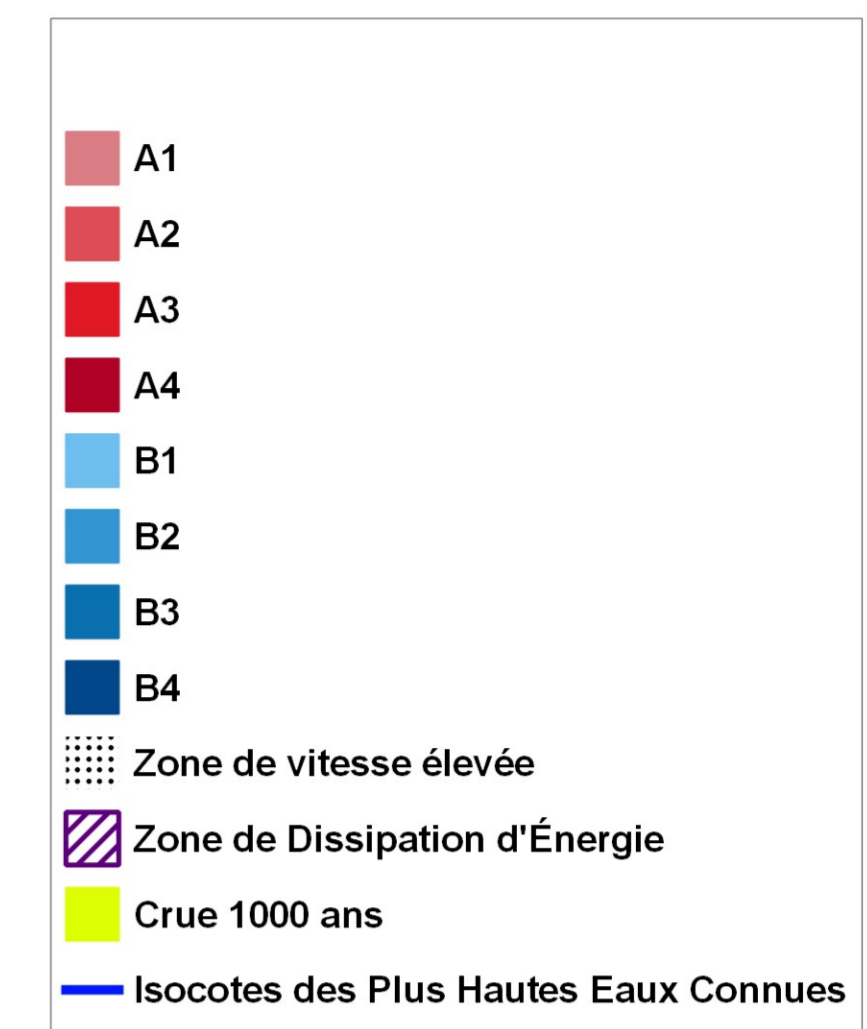 A1
A2
A3
A4
B1
B2
B3
B4
Zone de vitesse élevée
Zone de Dissipation d'Énergie
Crue 1000 ans
Isocotes des Plus Hautes Eaux Connues